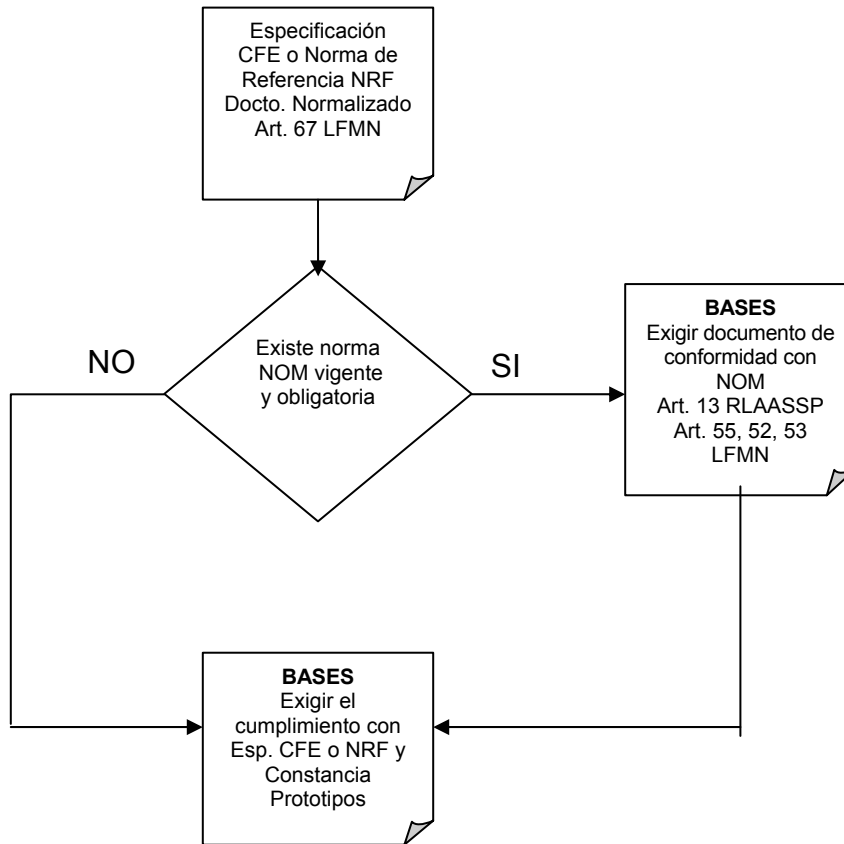 Especificación
CFE o Norma de
Referencia NRF
Docto. Normalizado
Art. 67 LFMN
Existe norma
NOM vigente
y obligatoria
NO
SI
BASES
Exigir documento de
conformidad con
NOM
Art. 13 RLAASSP
Art. 55, 52, 53
LFMN
BASES
Exigir el
cumplimiento con
Esp. CFE o NRF y
Constancia
Prototipos